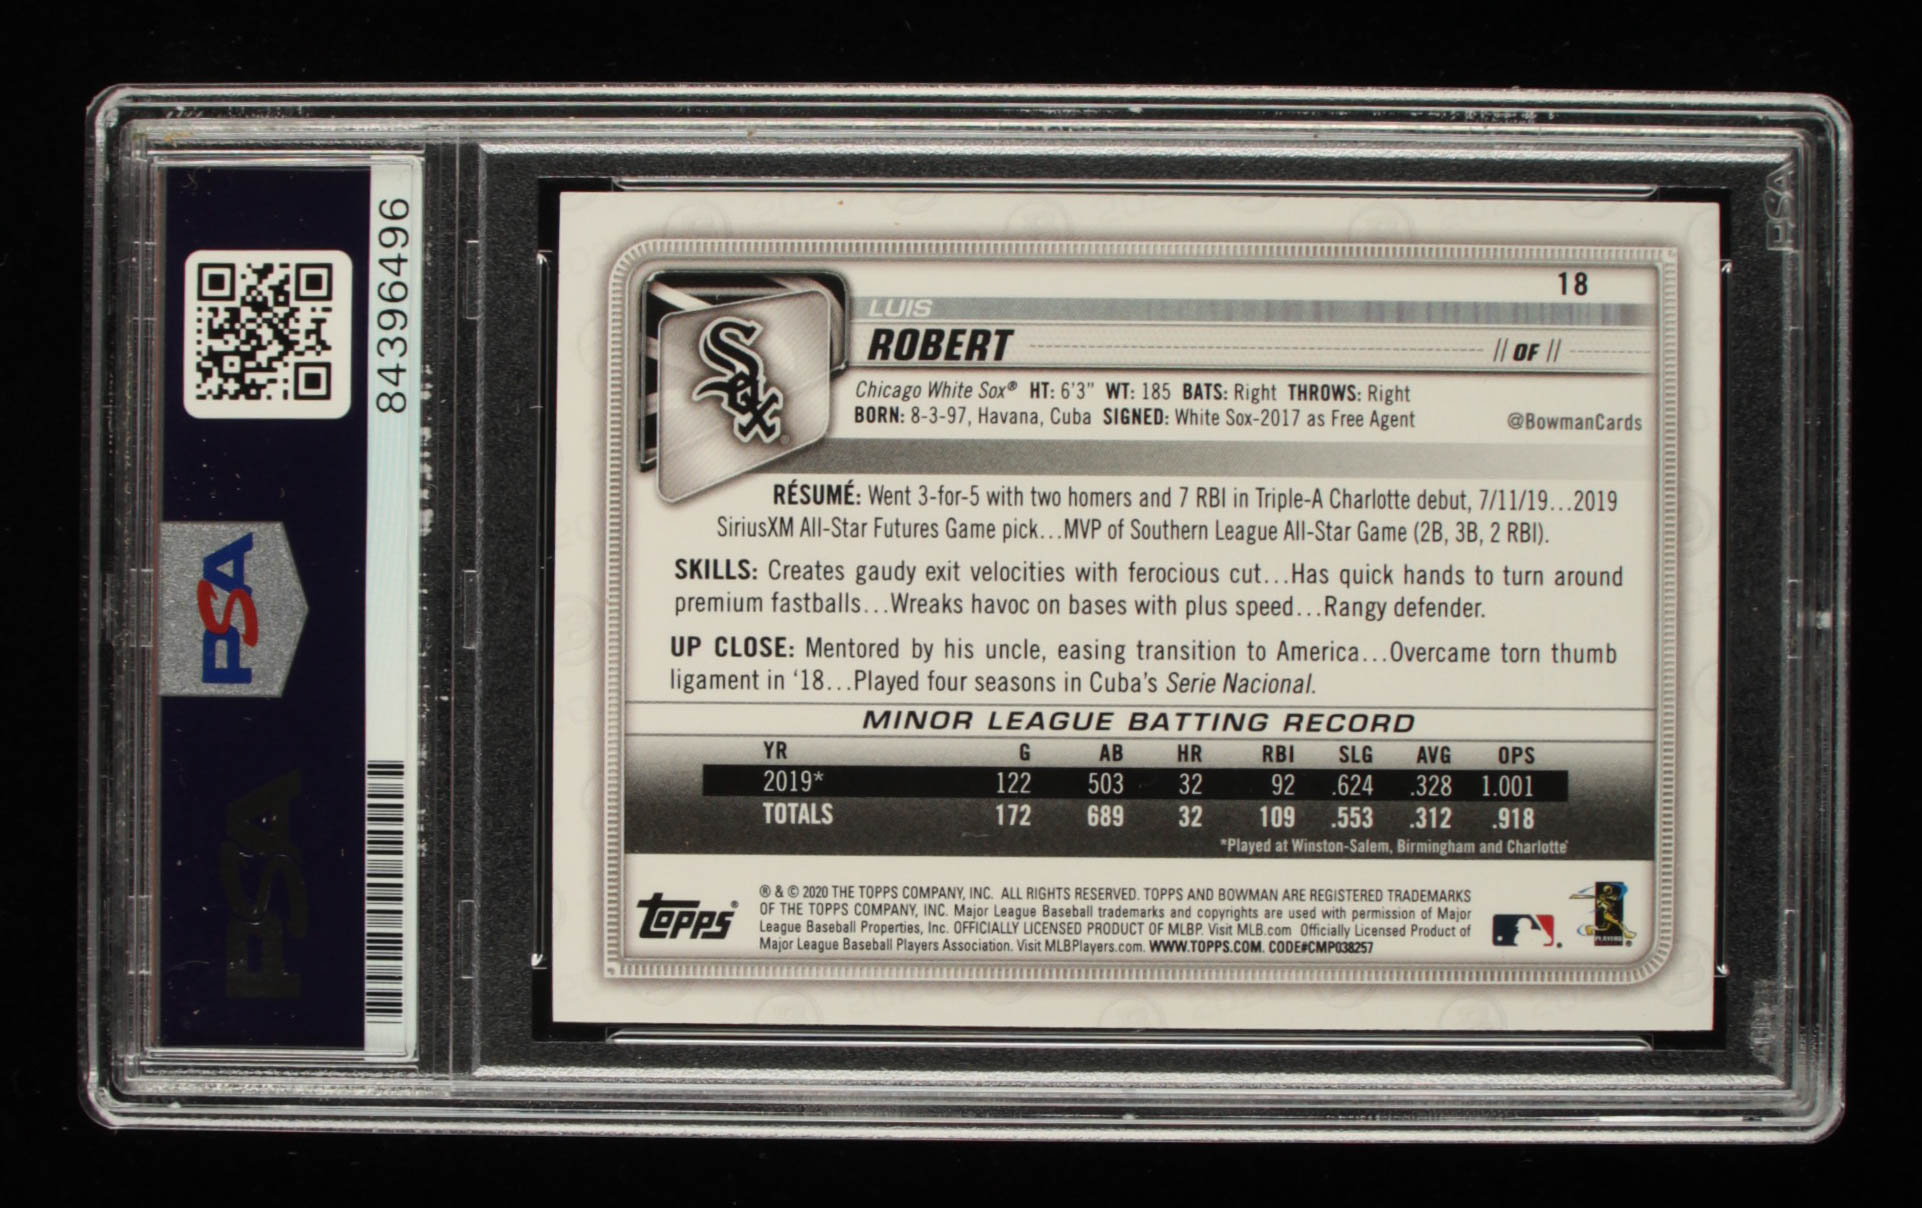 84396496
PSA
PSA
PSA
18
LUIS
ROBERT // OF //
Chicago White Sox® HT: 6'3" WT: 185 BATS: Right THROWS: Right
BORN: 8-3-97, Havana, Cuba SIGNED: White Sox-2017 as Free Agent @BowmanCards
Sox
RÉSUMÉ: Went 3-for-5 with two homers and 7 RBI in Triple-A Charlotte debut, 7/11/19...2019
SiriusXM All-Star Futures Game pick...MVP of Southern League All-Star Game (2B, 3B, 2 RBI).
SKILLS: Creates gaudy exit velocities with ferocious cut...Has quick hands to turn around
premium fastballs...Wreaks havoc on bases with plus speed...Rangy defender.
UP CLOSE: Mentored by his uncle, easing transition to America...Overcame torn thumb
ligament in '18...Played four seasons in Cuba's Serie Nacional.
MINOR LEAGUE BATTING RECORD
YR G AB HR RBI SLG AVG OPS
2019* 122 503 32 92 .624 .328 1.001
TOTALS 172 689 32 109 .553 .312 .918
*Played at Winston-Salem, Birmingham and Charlotte
Topps®
® & © 2020 THE TOPPS COMPANY, INC. ALL RIGHTS RESERVED. TOPPS AND BOWMAN ARE REGISTERED TRADEMARKS
OF THE TOPPS COMPANY, INC. Major League Baseball trademarks and copyrights are used with permission of Major
League Baseball Properties, Inc. OFFICIALLY LICENSED PRODUCT OF MLBP. Visit MLB.com Officially Licensed Product of
Major League Baseball Players Association. Visit MLBPlayers.com. WWW.TOPPS.COM. CODE#CMP038257
PLAYERS